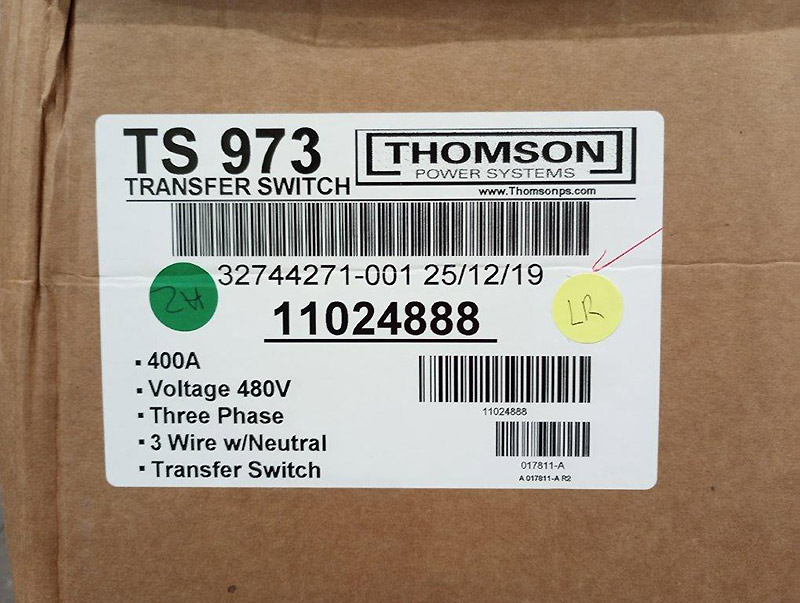 TS 973
TRANSFER SWITCH
THOMSON
POWER SYSTEMS
www.Thomsonps.com
32744271-001 25/12/19
11024888
LR
▪ 400A
▪ Voltage 480V
▪ Three Phase
▪ 3 Wire w/Neutral
▪ Transfer Switch
11024888
017811-A
A 017811-A R2